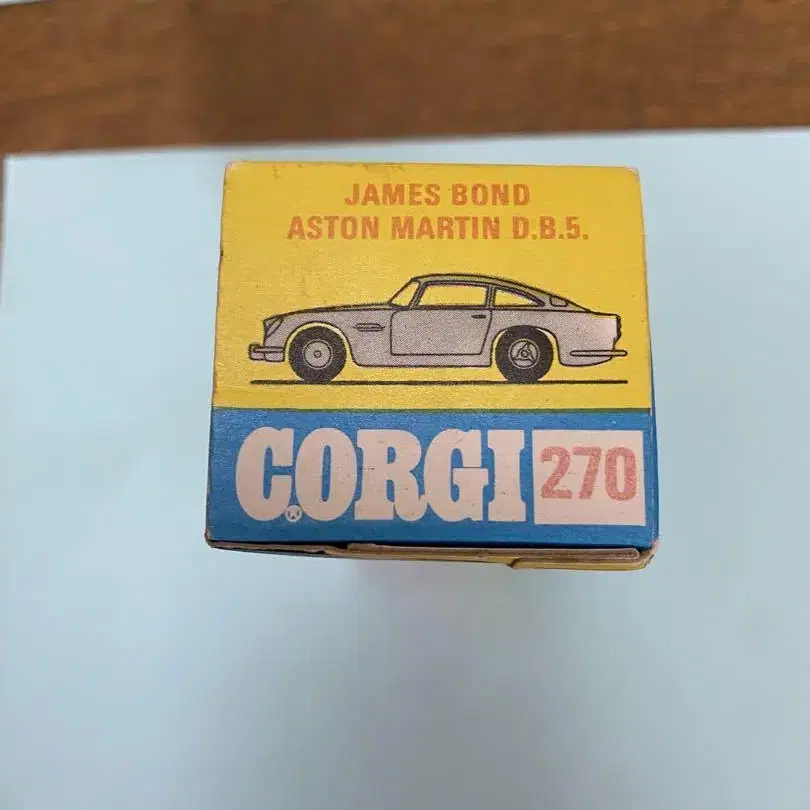 JAMES BOND
ASTON MARTIN D.B.5.
CORGI® 270